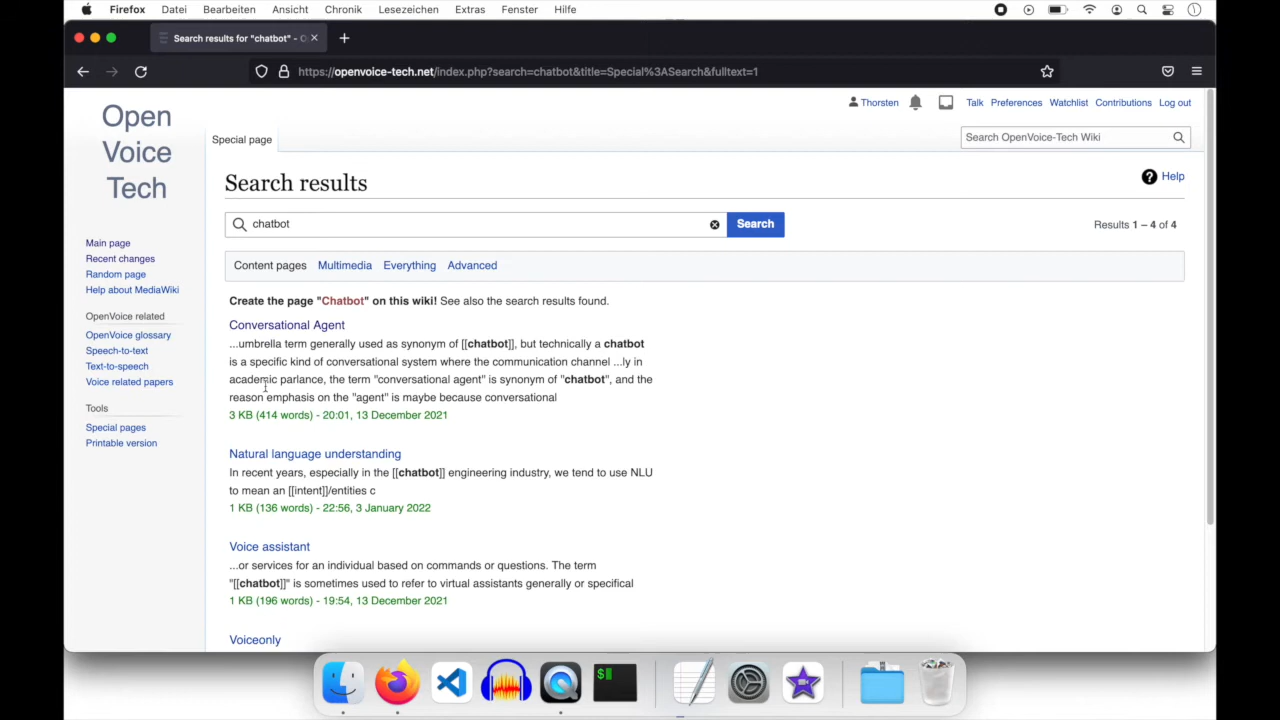 Firefox Datei Bearbeiten Ansicht Chronik Lesezeichen Extras Fenster Hilfe
Search results for "chatbot" -
https://openvoice-tech.net/index.php?search=chatbot&title=Special%3ASearch&fulltext=1
Open
Voice
Tech
Thorsten Talk Preferences Watchlist Contributions Log out
Special page
Search OpenVoice-Tech Wiki
Search results
Help
chatbot
Search
Results 1 – 4 of 4
Content pages Multimedia Everything Advanced
Main page
Recent changes
Random page
Help about MediaWiki
OpenVoice related
OpenVoice glossary
Speech-to-text
Text-to-speech
Voice related papers
Tools
Special pages
Printable version
Create the page "Chatbot" on this wiki! See also the search results found.
Conversational Agent
...umbrella term generally used as synonym of [[chatbot]], but technically a chatbot
is a specific kind of conversational system where the communication channel ...ly in
academic parlance, the term "conversational agent" is synonym of "chatbot", and the
reason emphasis on the "agent" is maybe because conversational
3 KB (414 words) - 20:01, 13 December 2021
Natural language understanding
In recent years, especially in the [[chatbot]] engineering industry, we tend to use NLU
to mean an [[intent]]/entities c
1 KB (136 words) - 22:56, 3 January 2022
Voice assistant
...or services for an individual based on commands or questions. The term
"[[chatbot]]" is sometimes used to refer to virtual assistants generally or specifical
1 KB (196 words) - 19:54, 13 December 2021
Voiceonly
$